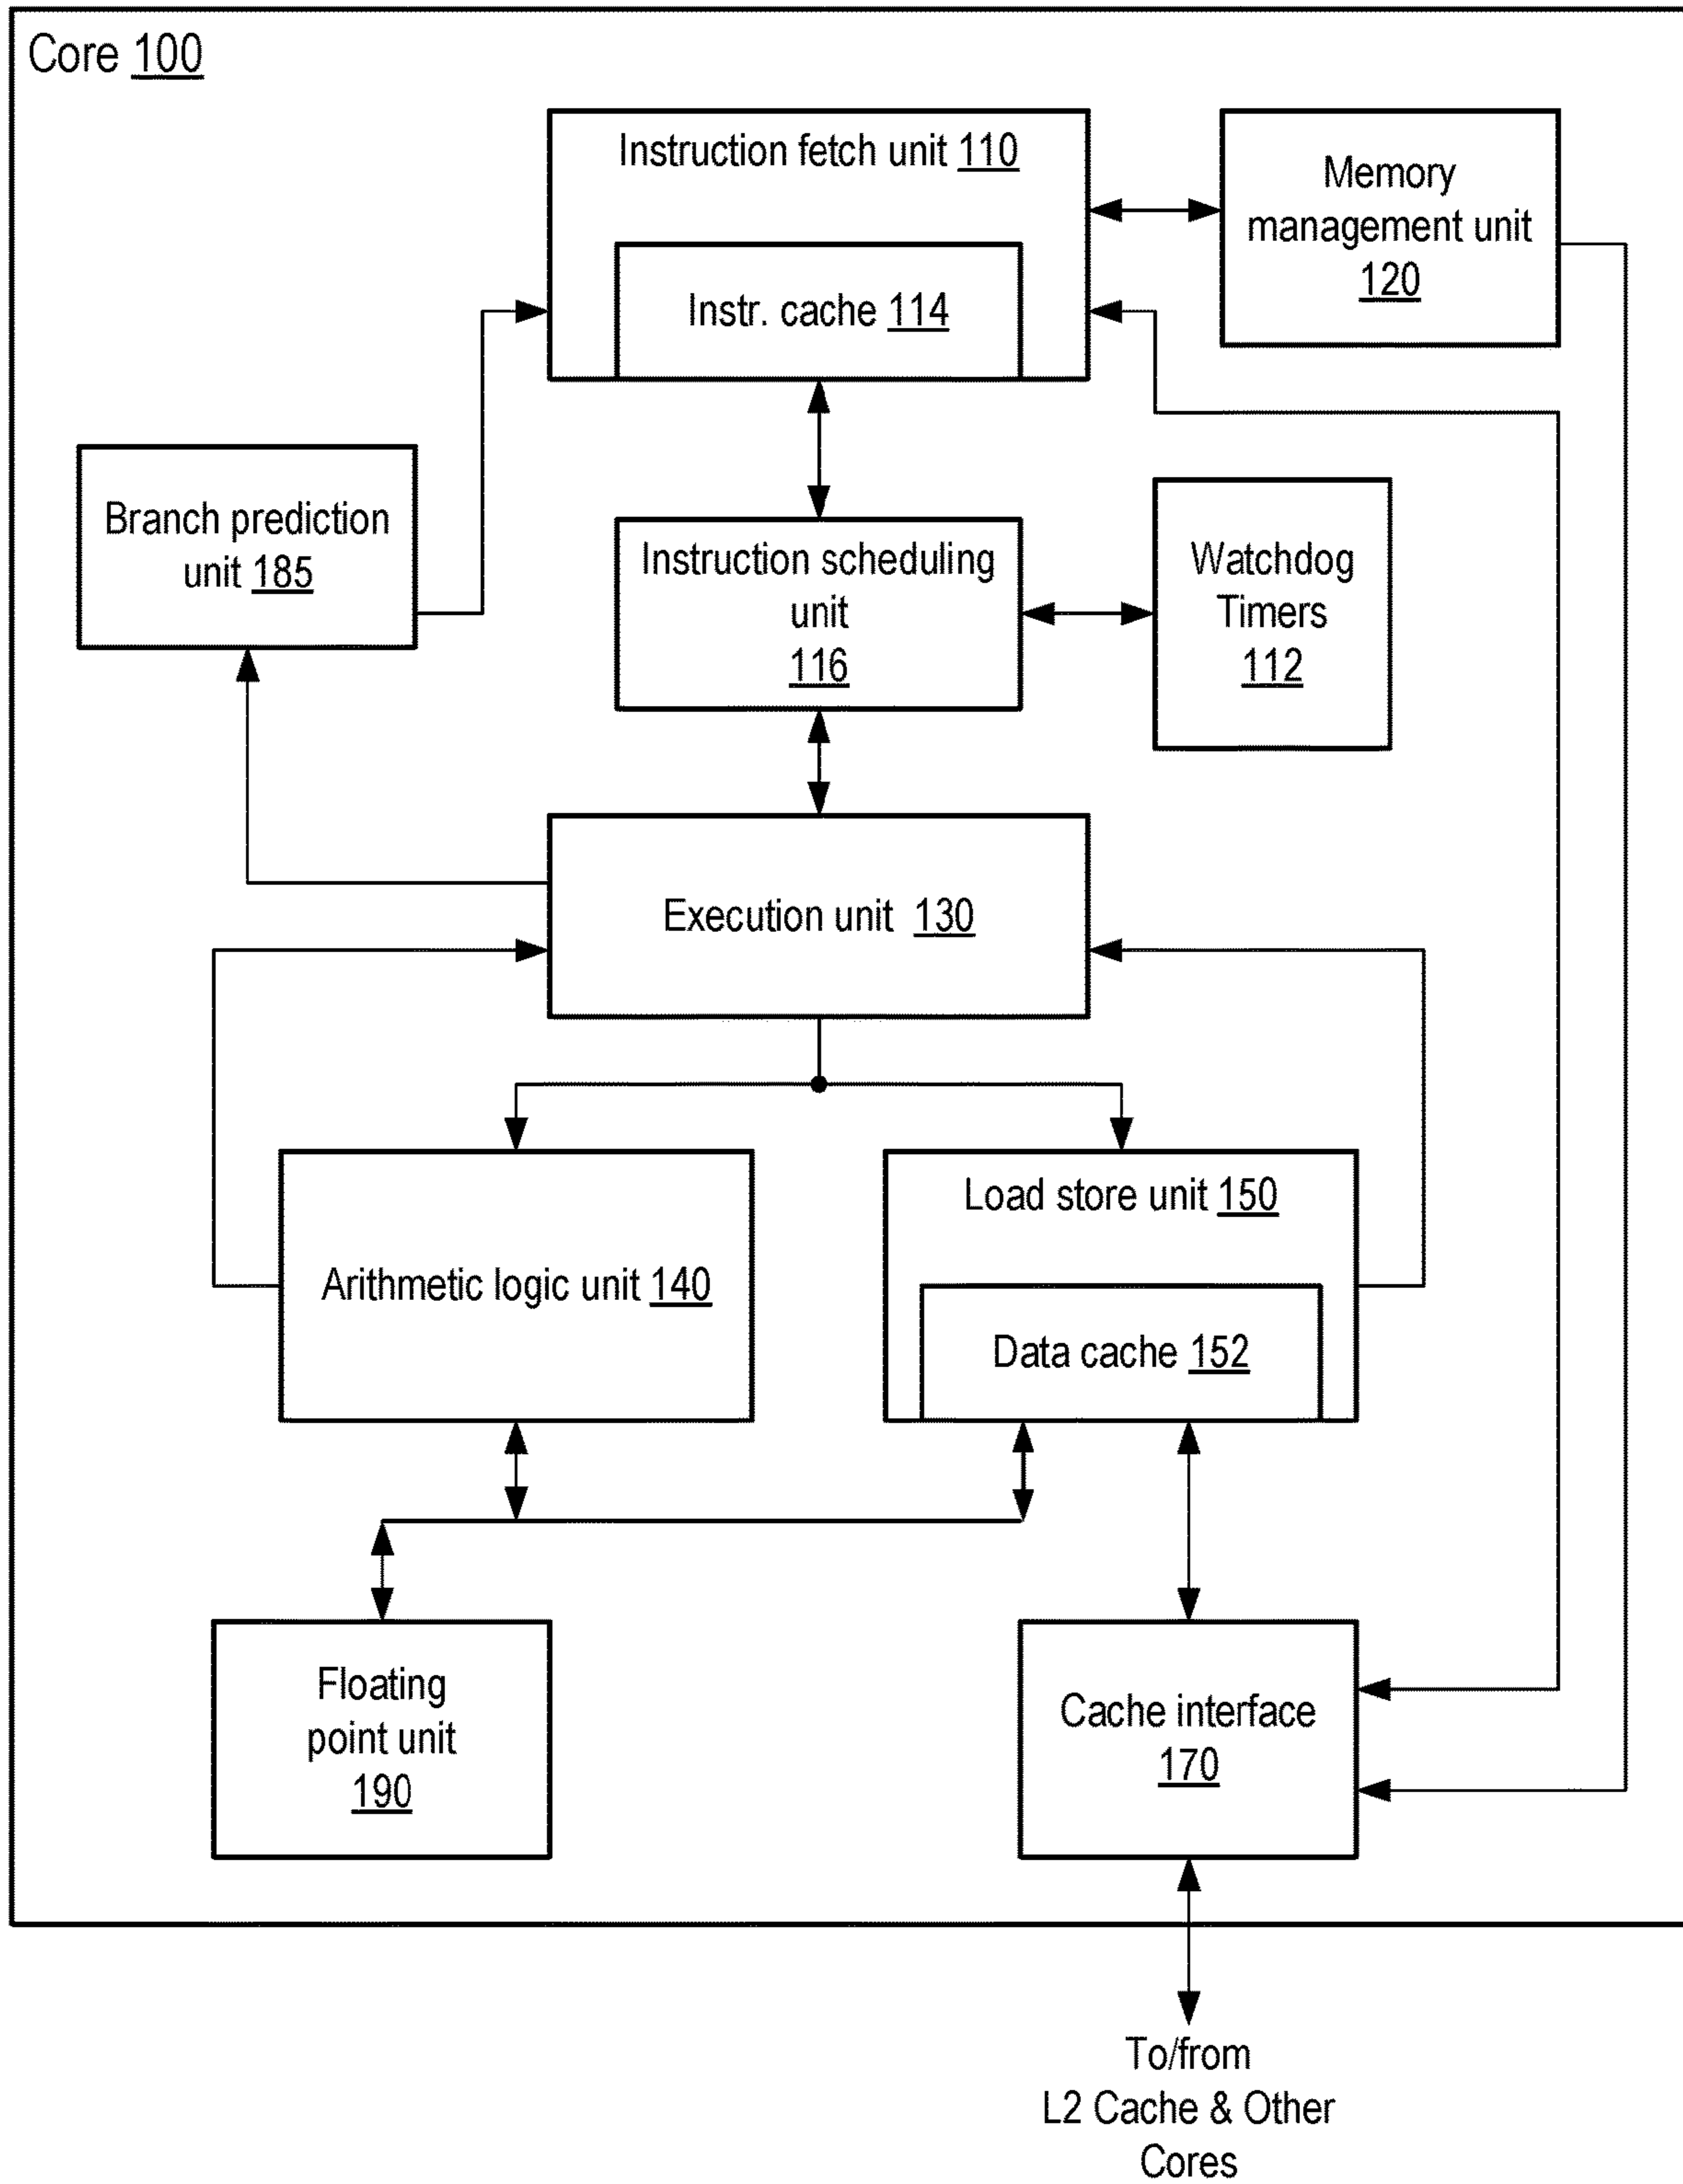 Core 100
Instruction fetch unit 110
Memory
management unit
120
Instr. cache 114
Branch prediction
unit 185
Instruction scheduling
unit
116
Watchdog
Timers
112
Execution unit 130
Arithmetic logic unit 140
Load store unit 150
Data cache 152
Floating
point unit
190
Cache interface
170
To/from
L2 Cache & Other
Cores